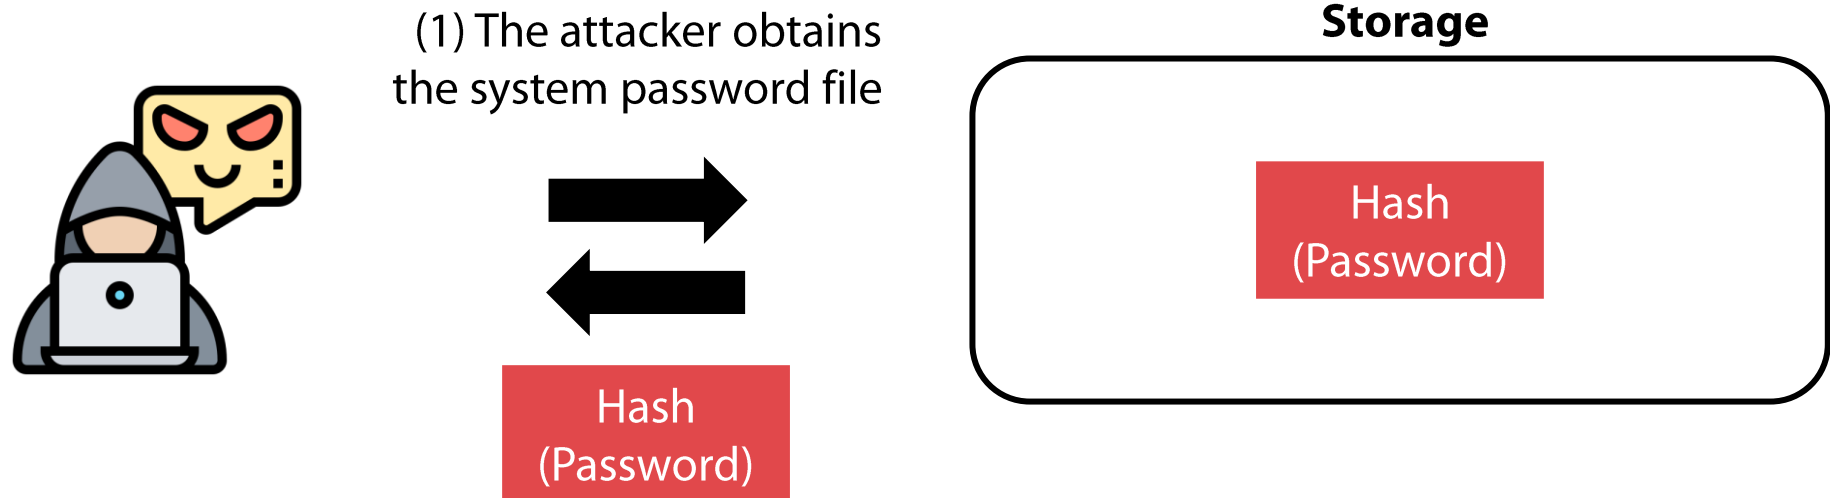 (1) The attacker obtains
the system password file
Storage
Hash
(Password)
Hash
(Password)